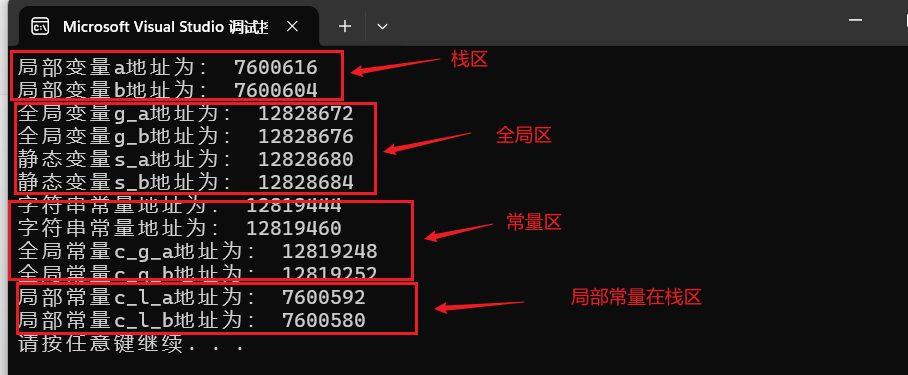 Microsoft Visual Studio 调试控
局部变量a地址为： 7600616
栈区
局部变量b地址为： 7600604
全局变量g_a地址为： 12828672
全局变量g_b地址为： 12828676
全局区
静态变量s_a地址为： 12828680
静态变量s_b地址为： 12828684
字符串常量地址为： 12819444
字符串常量地址为： 12819460
常量区
全局常量c_g_a地址为： 12819248
全局常量c_g_b地址为： 12819252
局部常量c_l_a地址为： 7600592
局部常量在栈区
局部常量c_l_b地址为： 7600580
请按任意键继续. . .